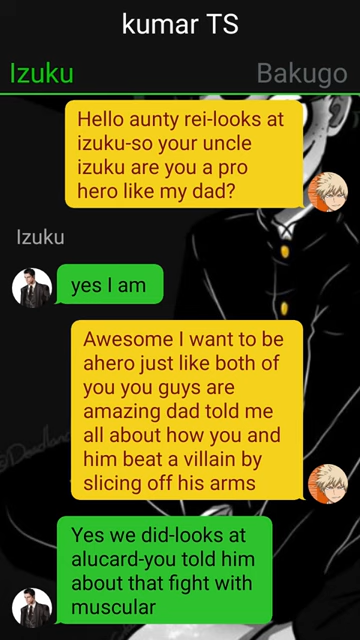 kumar TS
Izuku
Bakugo
Hello aunty rei-looks at
izuku-so your uncle
izuku are you a pro
hero like my dad?
Izuku
yes I am
Awesome I want to be
ahero just like both of
you you guys are
amazing dad told me
all about how you and
him beat a villain by
slicing off his arms
Yes we did-looks at
alucard-you told him
about that fight with
muscular